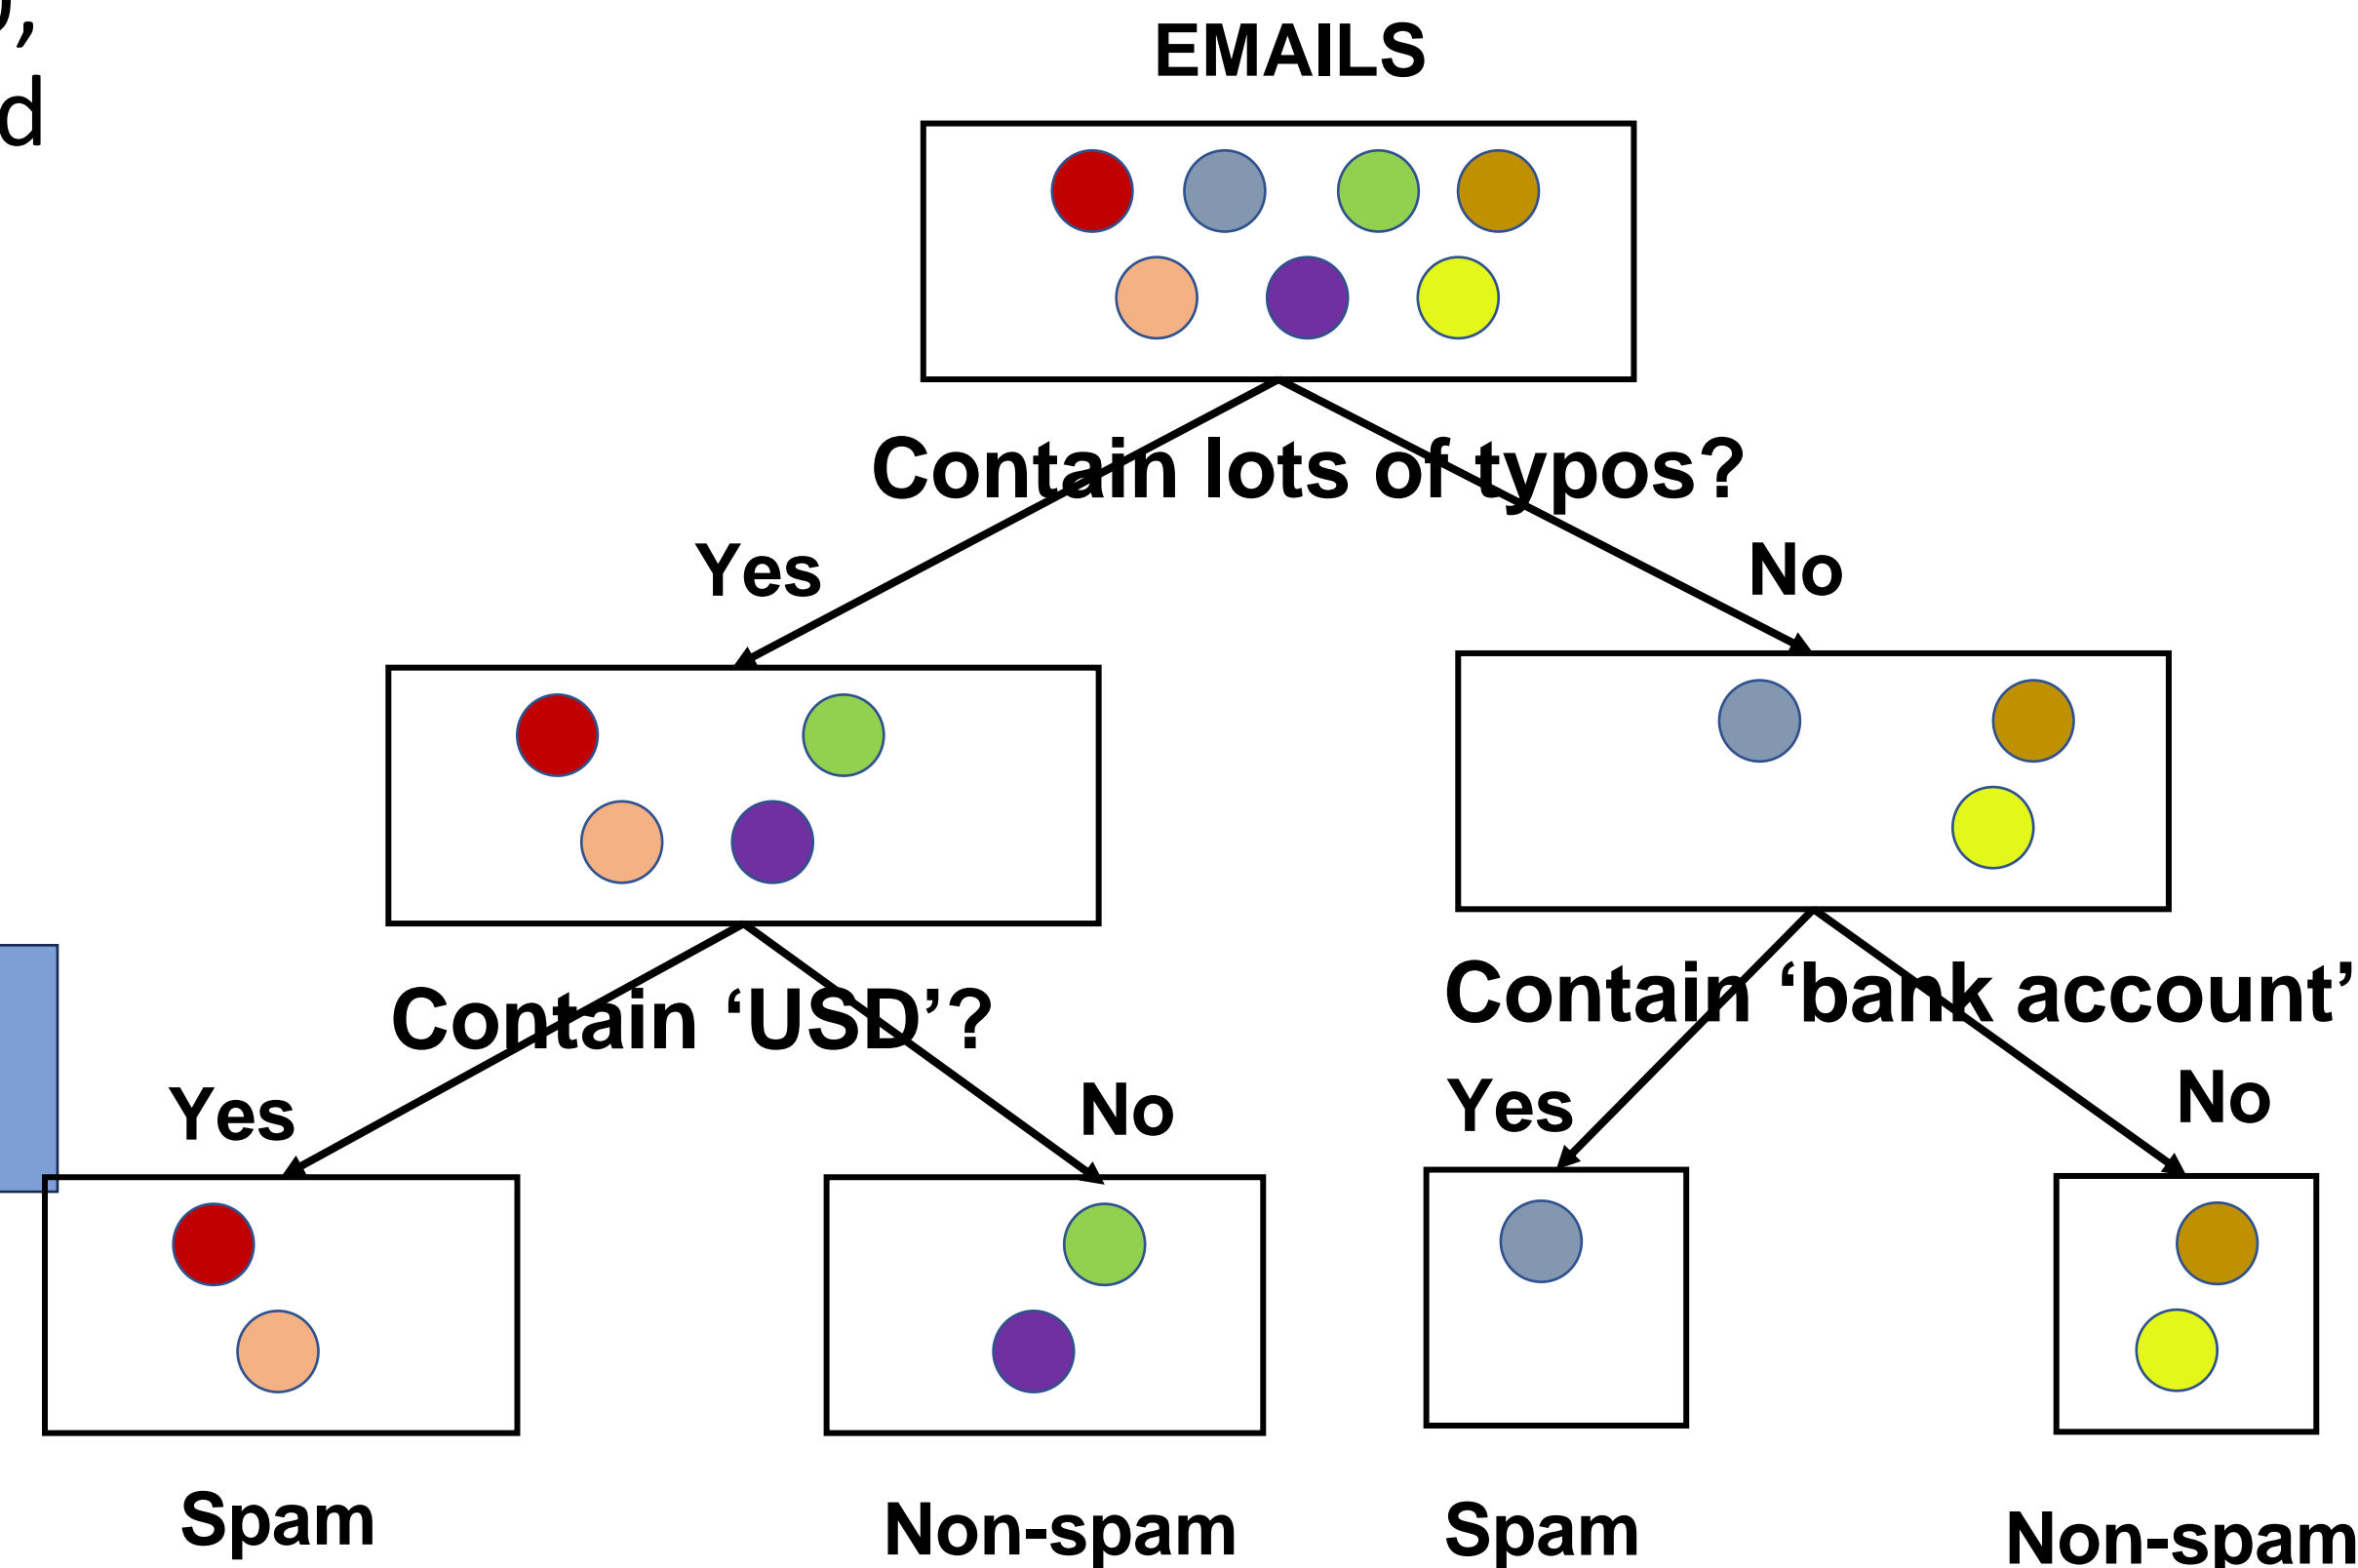 d
EMAILS
Contain lots of typos?
Yes
No
Contain ‘USD’?
Contain ‘bank account’
Yes
No
Yes
No
Spam
Non-spam
Spam
Non-spam